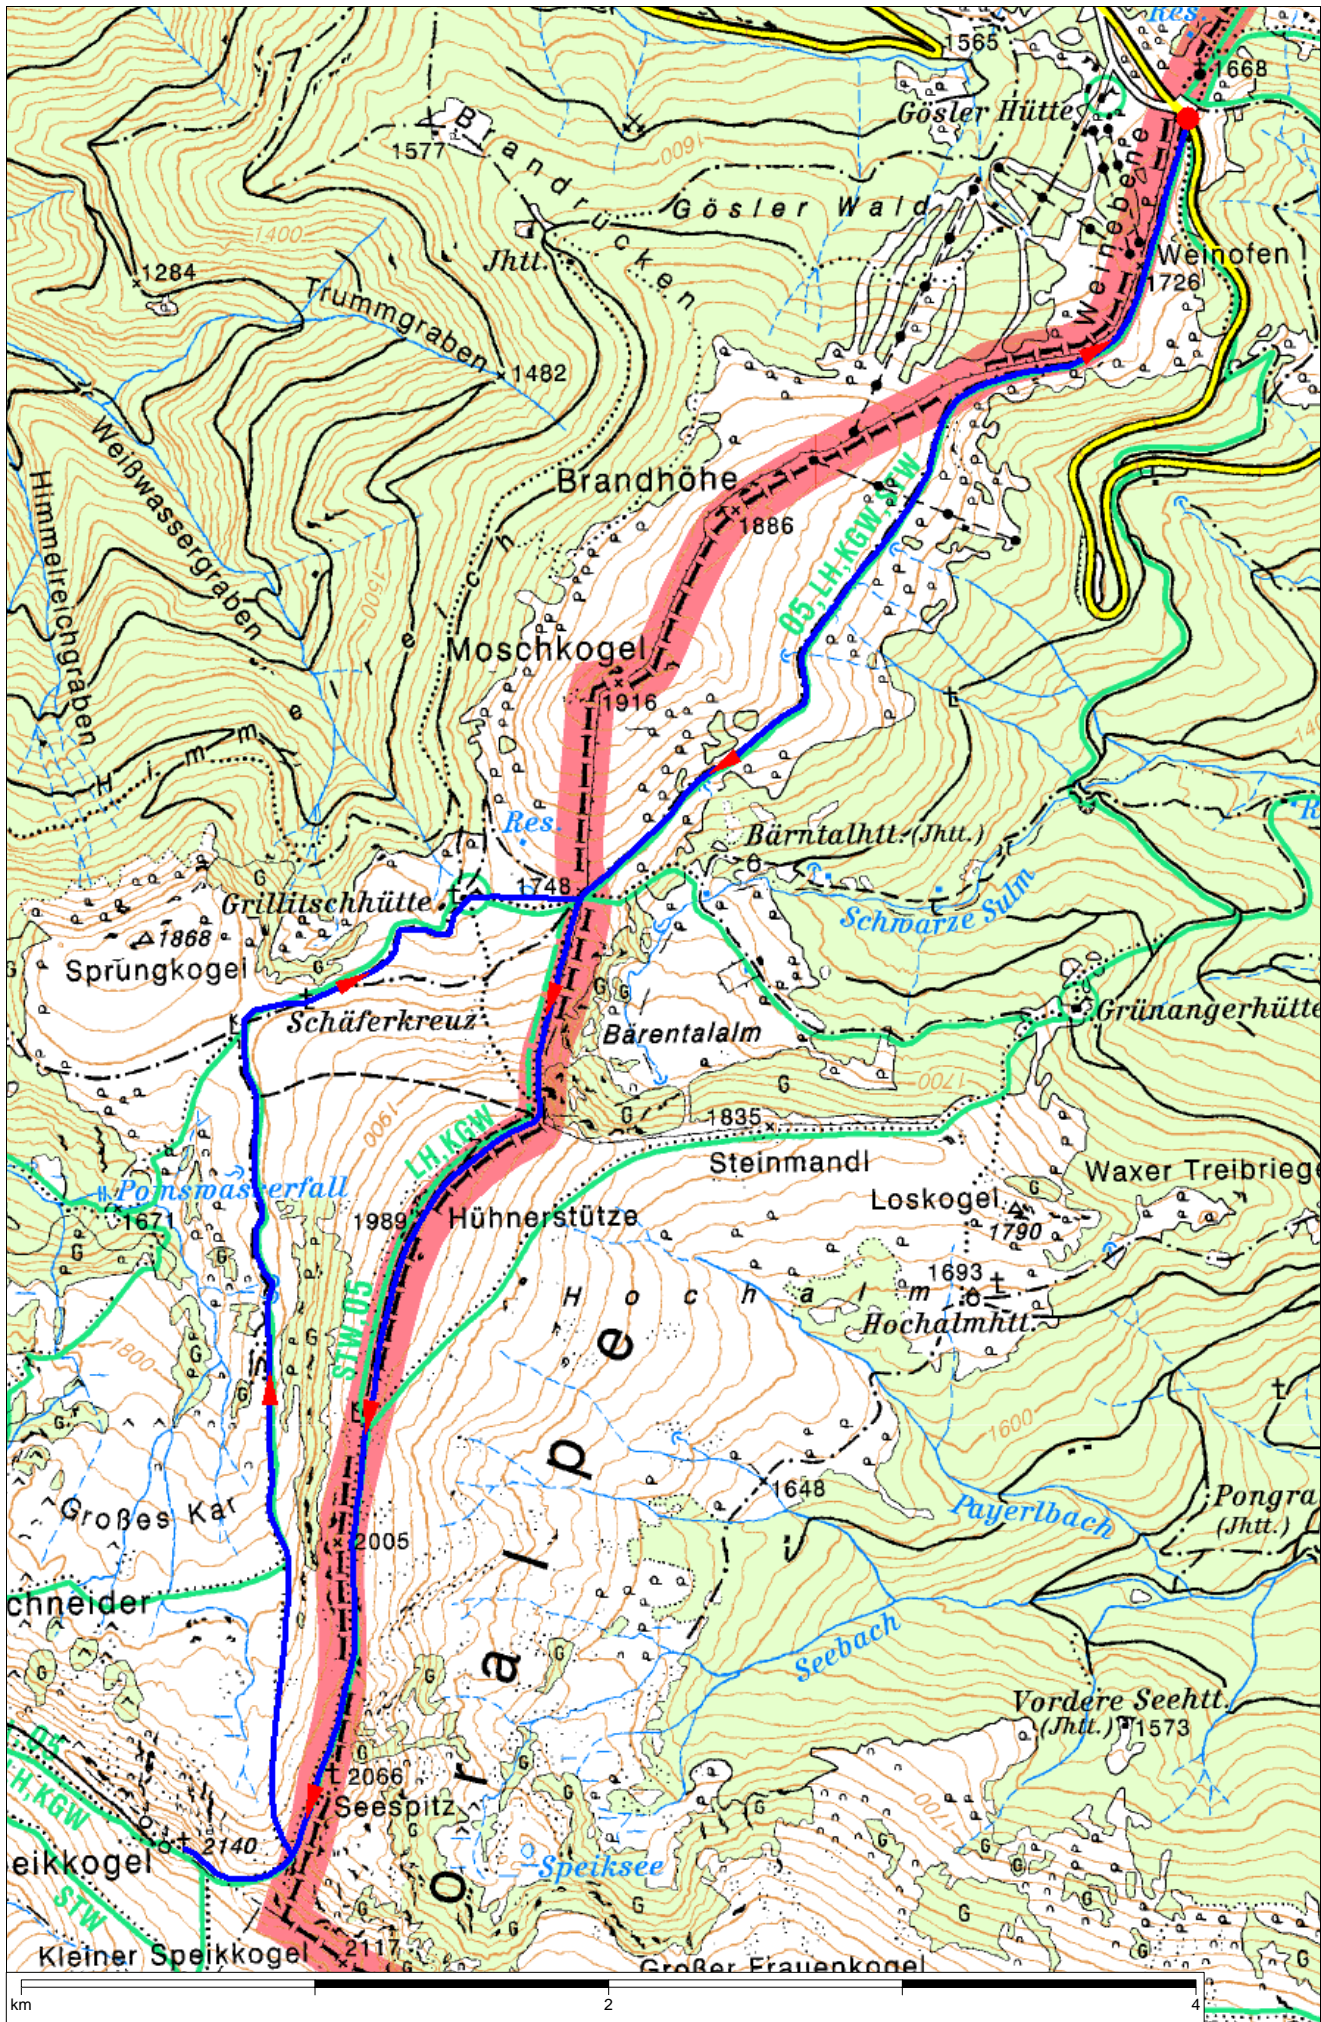 Res.
1565
1668
Gösler Hütte
Brandrücken
1577
1600
Gösler Wald
Weinebene
1400
Jhtt.
Weinofen
1726
1284
Trummgraben
1482
Weißwassergraben
Himmelreichgraben
Brandhöhe
1886
05, LH, KGW, STW
1500
Himmelreich
Moschkogel
1916
Res.
Bärntalhtt. (Jhtt.)
1748
Grillitschhütte
Schwarze Sulm
1868
Sprungkogel
Schäferkreuz
Bärentalalm
Grünangerhütte
1700
1900
1835
LH, KGW
Steinmandl
Waxer Treibriege
Pomswasserfall
Loskogel
1671
1989
Hühnerstütze
1790
1693
Hochalm
Hochalmhtt.
STW, 05
1800
1600
1648
Großes Kar
Payerlbach
Pongra
(Jhtt.)
2005
chneider
Seebach
Vordere Seehtt.
(Jhtt.)
1573
05
H, KGW
2066
Seespitz
1700
2140
eikkogel
Speiksee
STW
Koralpe
Kleiner Speikkogel
2117
Großer Frauenkogel
km
2
4